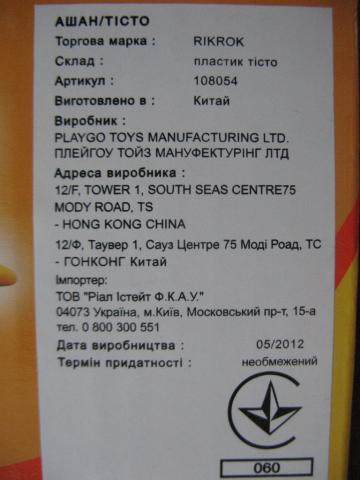 АШАН/ТІСТО
Торгова марка : RIKROK
Склад : пластик тісто
Артикул : 108054
Виготовлено в : Китай
Виробник :
PLAYGO TOYS MANUFACTURING LTD.
ПЛЕЙГОУ ТОЙЗ МАНУФЕКТУРІНГ ЛТД
Адреса виробника :
12/F, TOWER 1, SOUTH SEAS CENTRE75
MODY ROAD, TS
- HONG KONG CHINA
12/Ф, Таувер 1, Сауз Центре 75 Моді Роад, ТС
- ГОНКОНГ Китай
Імпортер:
ТОВ "Ріал Істейт Ф.К.А.У."
04073 Україна, м.Київ, Московський пр-т, 15-а
тел. 0 800 300 551
Дата виробництва : 05/2012
Термін придатності : необмежений
060